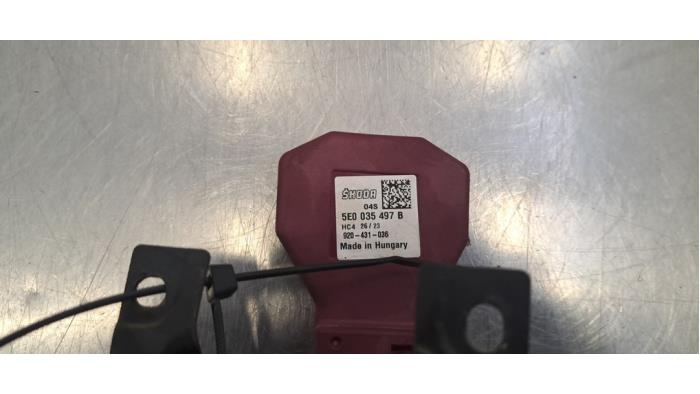 ŠKODA
04S
5E0 035 497 B
HC4 26/23
920-431-036
Made in Hungary